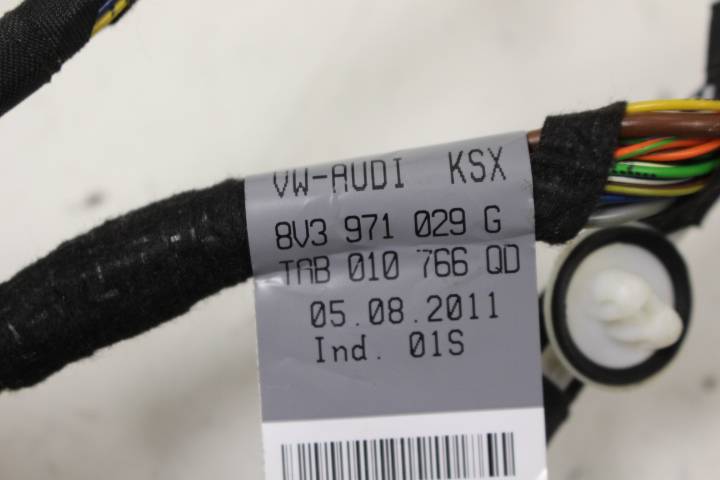 VW-AUDI KSX
8V3 971 029 G
TAB 010 766 QD
05.08.2011
Ind. 01S